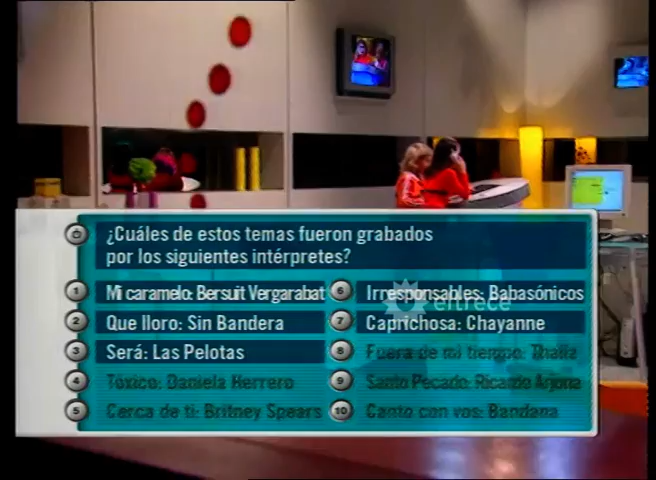 ¿Cuáles de estos temas fueron grabados
por los siguientes intérpretes?
1 Mi caramelo: Bersuit Vergarabat
2 Que lloro: Sin Bandera
3 Será: Las Pelotas
4 Tóxico: Daniela Herrero
5 Cerca de ti: Britney Spears
6 Irresponsables: Babasónicos
7 Caprichosa: Chayanne
8 Fuera de mi tiempo: Thalia
9 Santo Pecado: Ricardo Arjona
10 Canto con vos: Bandana
eltrece